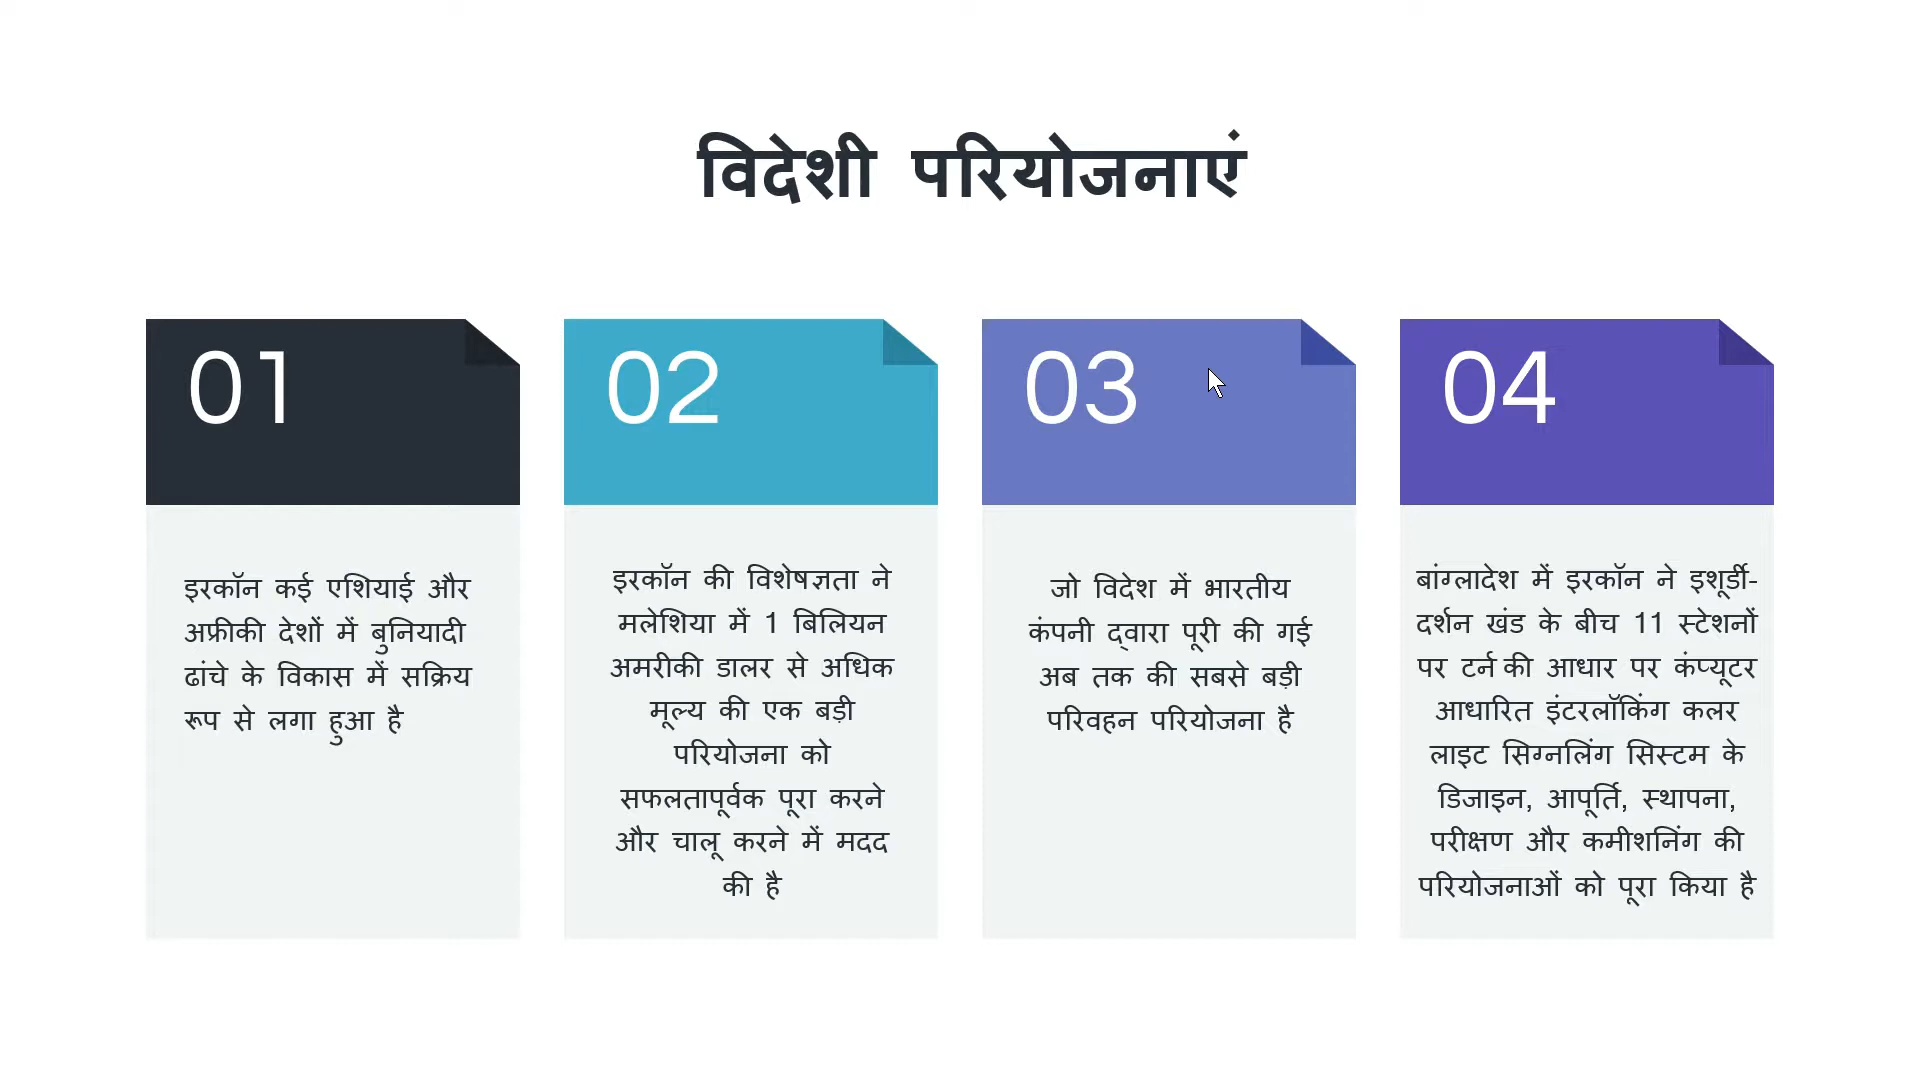 विदेशी परियोजनाएं
01
इरकॉन कई एशियाई और
अफ्रीकी देशों में बुनियादी
ढांचे के विकास में सक्रिय
रूप से लगा हुआ है
02
इरकॉन की विशेषज्ञता ने
मलेशिया में 1 बिलियन
अमरीकी डालर से अधिक
मूल्य की एक बड़ी
परियोजना को
सफलतापूर्वक पूरा करने
और चालू करने में मदद
की है
03
जो विदेश में भारतीय
कंपनी द्वारा पूरी की गई
अब तक की सबसे बड़ी
परिवहन परियोजना है
04
बांग्लादेश में इरकॉन ने इशूर्डी-
दर्शन खंड के बीच 11 स्टेशनों
पर टर्न की आधार पर कंप्यूटर
आधारित इंटरलॉकिंग कलर
लाइट सिग्नलिंग सिस्टम के
डिजाइन, आपूर्ति, स्थापना,
परीक्षण और कमीशनिंग की
परियोजनाओं को पूरा किया है